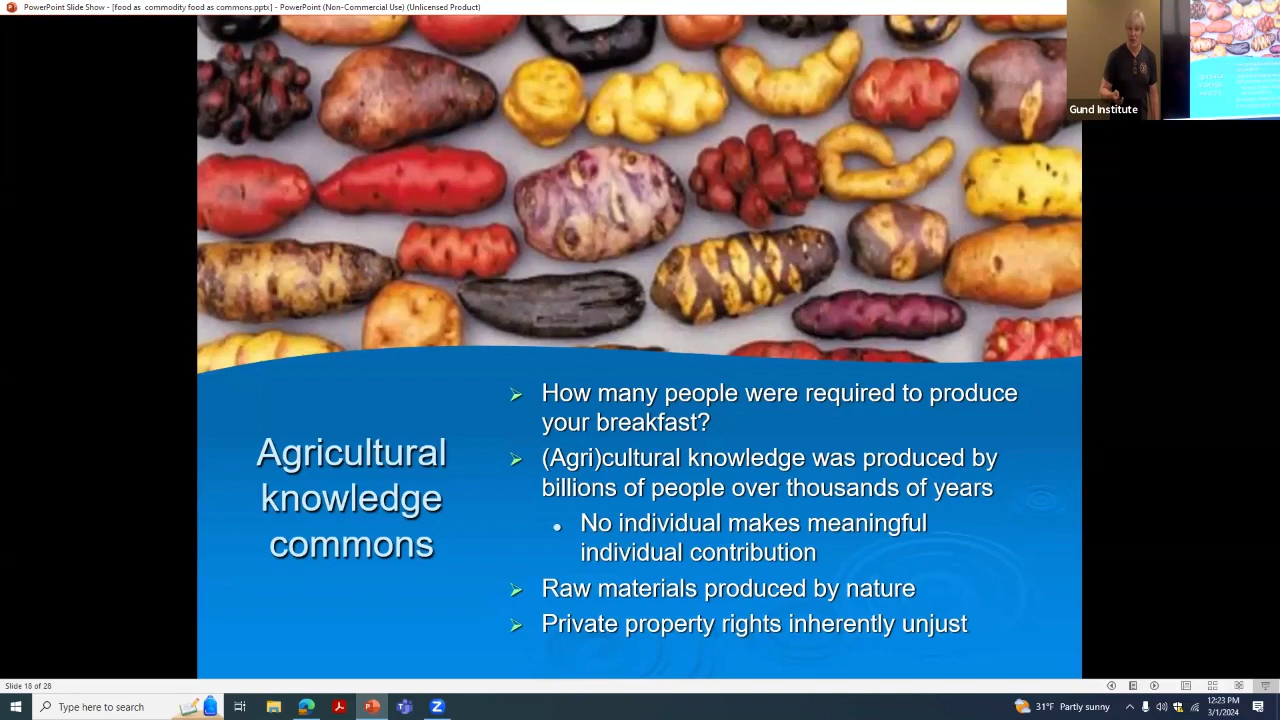 PowerPoint Slide Show - [food as commodity food as commons.pptx] - PowerPoint (Non-Commercial Use) (Unlicensed Product)
Gund Institute
Agricultural
knowledge
commons
How many people were required to produce
your breakfast?
(Agri)cultural knowledge was produced by
billions of people over thousands of years
No individual makes meaningful
individual contribution
Raw materials produced by nature
Private property rights inherently unjust
Slide 18 of 28
Type here to search
31°F Partly sunny
12:23 PM
3/1/2024